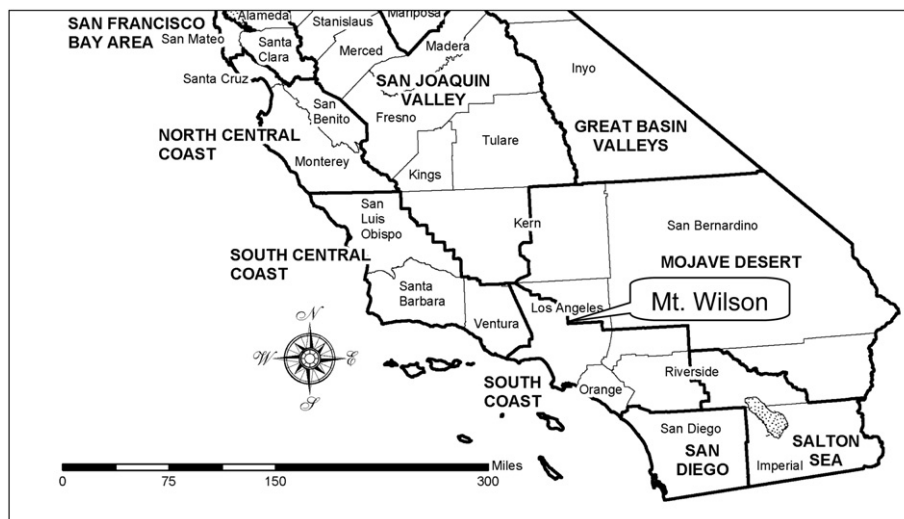 Alameda
Stanislaus
Mariposa
SAN FRANCISCO
BAY AREA
San Mateo
Santa
Clara
Merced
Madera
Inyo
Santa Cruz
SAN JOAQUIN
VALLEY
San
Benito
Fresno
GREAT BASIN
VALLEYS
NORTH CENTRAL
COAST
Tulare
Monterey
Kings
San
Luis
Obispo
Kern
San Bernardino
SOUTH CENTRAL
COAST
MOJAVE DESERT
Santa
Barbara
Los Angeles
Mt. Wilson
Ventura
N
W
E
S
SOUTH
COAST
Orange
Riverside
San Diego
SAN
DIEGO
SALTON
SEA
Imperial
Miles
0
75
150
300